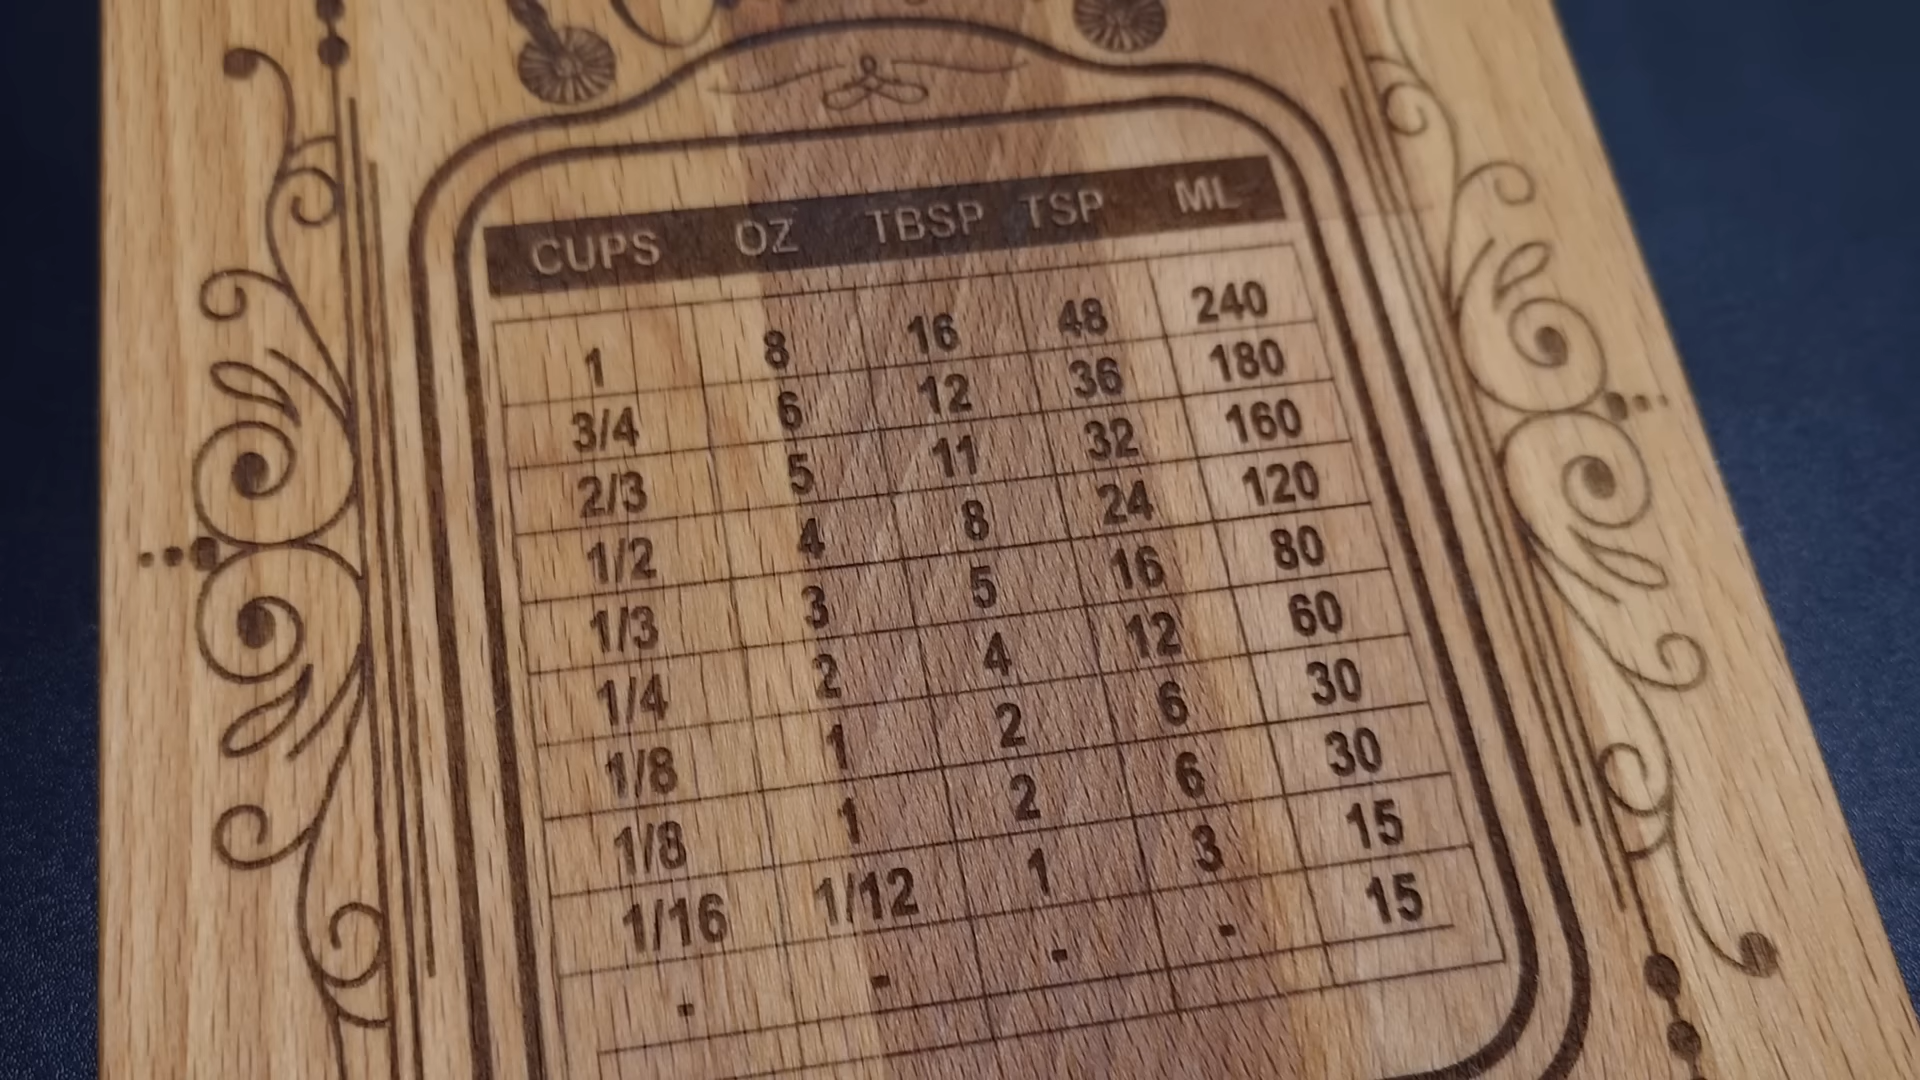 CUPS OZ TBSP TSP ML
1 8 16 48 240
3/4 6 12 36 180
2/3 5 11 32 160
1/2 4 8 24 120
1/3 3 5 16 80
1/4 2 4 12 60
1/8 1 2 6 30
1/8 1 2 6 30
1/16 1/12 1 3 15
- - - - 15